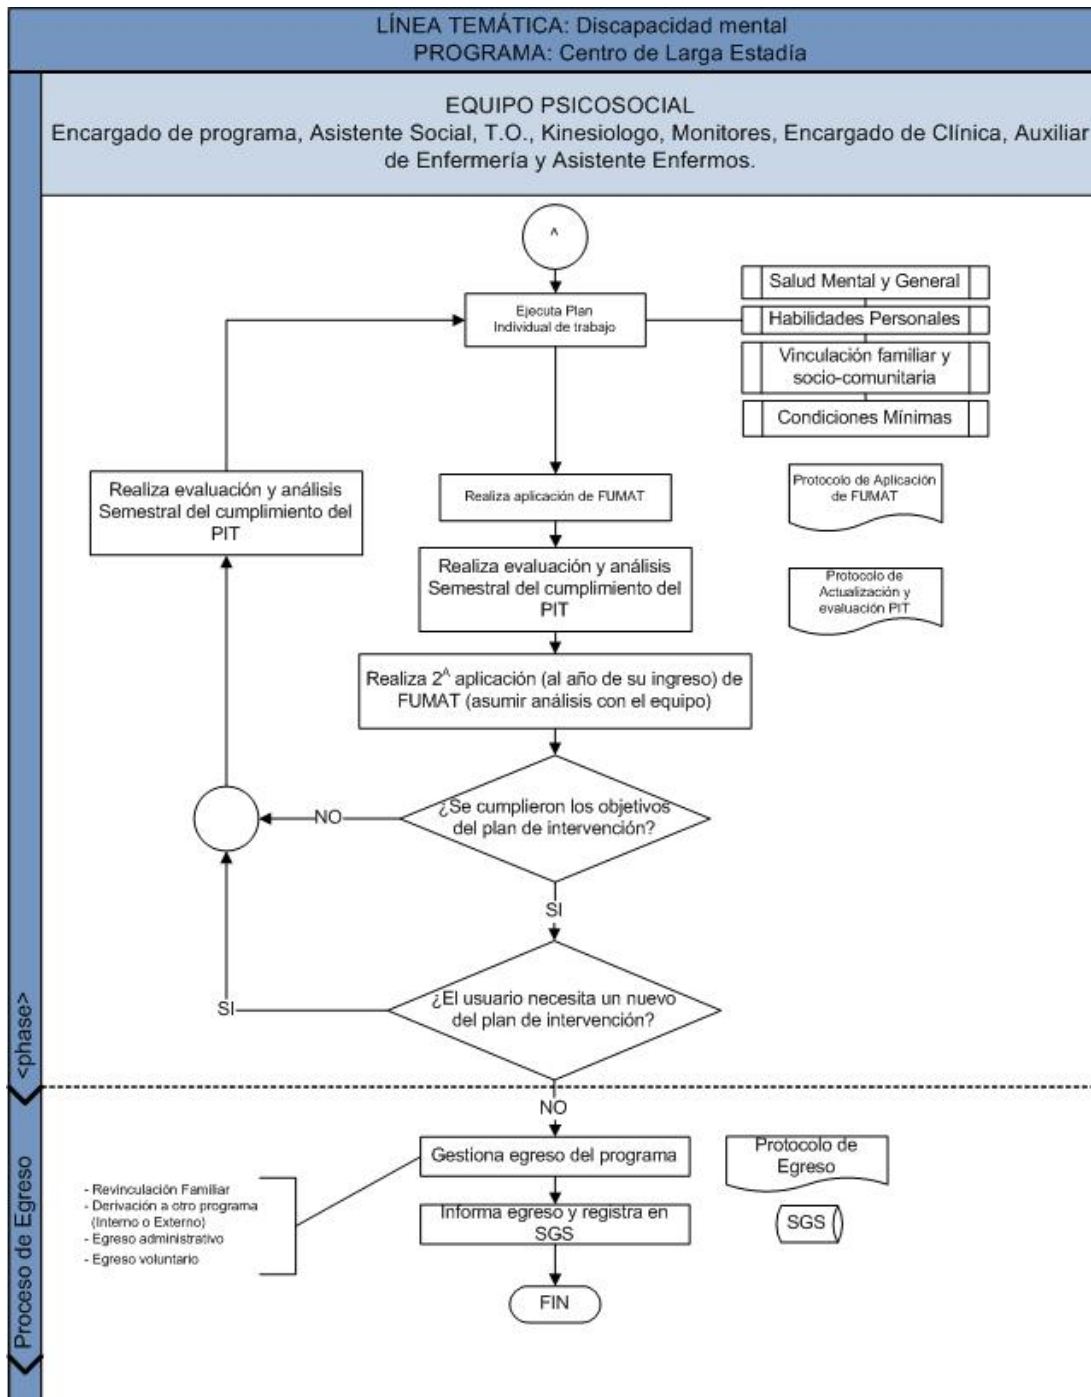 LÍNEA TEMÁTICA: Discapacidad mental
PROGRAMA: Centro de Larga Estadía
EQUIPO PSICOSOCIAL
Encargado de programa, Asistente Social, T.O., Kinesiologo, Monitores, Encargado de Clínica, Auxiliar
de Enfermería y Asistente Enfermos.
^
Ejecuta Plan
Individual de trabajo
Salud Mental y General
Habilidades Personales
Vinculación familiar y
socio-comunitaria
Condiciones Mínimas
Realiza evaluación y análisis
Semestral del cumplimiento del
PIT
Realiza aplicación de FUMAT
Protocolo de Aplicación
de FUMAT
Realiza evaluación y análisis
Semestral del cumplimiento del
PIT
Protocolo de
Actualización y
evaluación PIT
Realiza 2^A aplicación (al año de su ingreso) de
FUMAT (asumir análisis con el equipo)
¿Se cumplieron los objetivos
del plan de intervención?
NO
SI
¿El usuario necesita un nuevo
del plan de intervención?
SI
<phase>
NO
Proceso de Egreso
Gestiona egreso del programa
Protocolo de
Egreso
- Revinculación Familiar
- Derivación a otro programa
(Interno o Externo)
- Egreso administrativo
- Egreso voluntario
Informa egreso y registra en
SGS
SGS
FIN